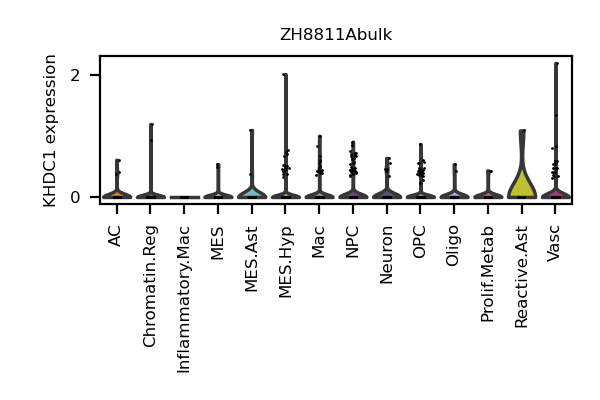 ZH8811Abulk
KHDC1 expression
2
0
AC
Chromatin.Reg
Inflammatory.Mac
MES
MES.Ast
MES.Hyp
Mac
NPC
Neuron
OPC
Oligo
Prolif.Metab
Reactive.Ast
Vasc